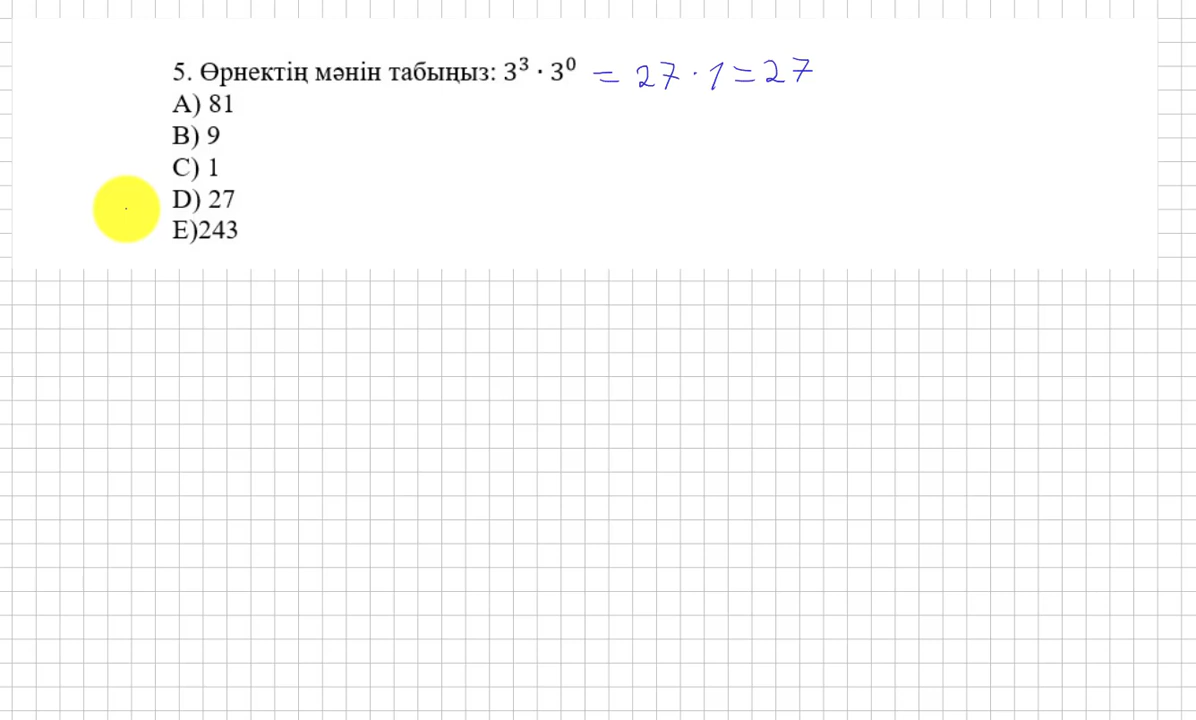 5. Өрнектің мәнін табыңыз: 3³ · 3⁰ = 27 · 1 = 27
A) 81
B) 9
C) 1
D) 27
E)243